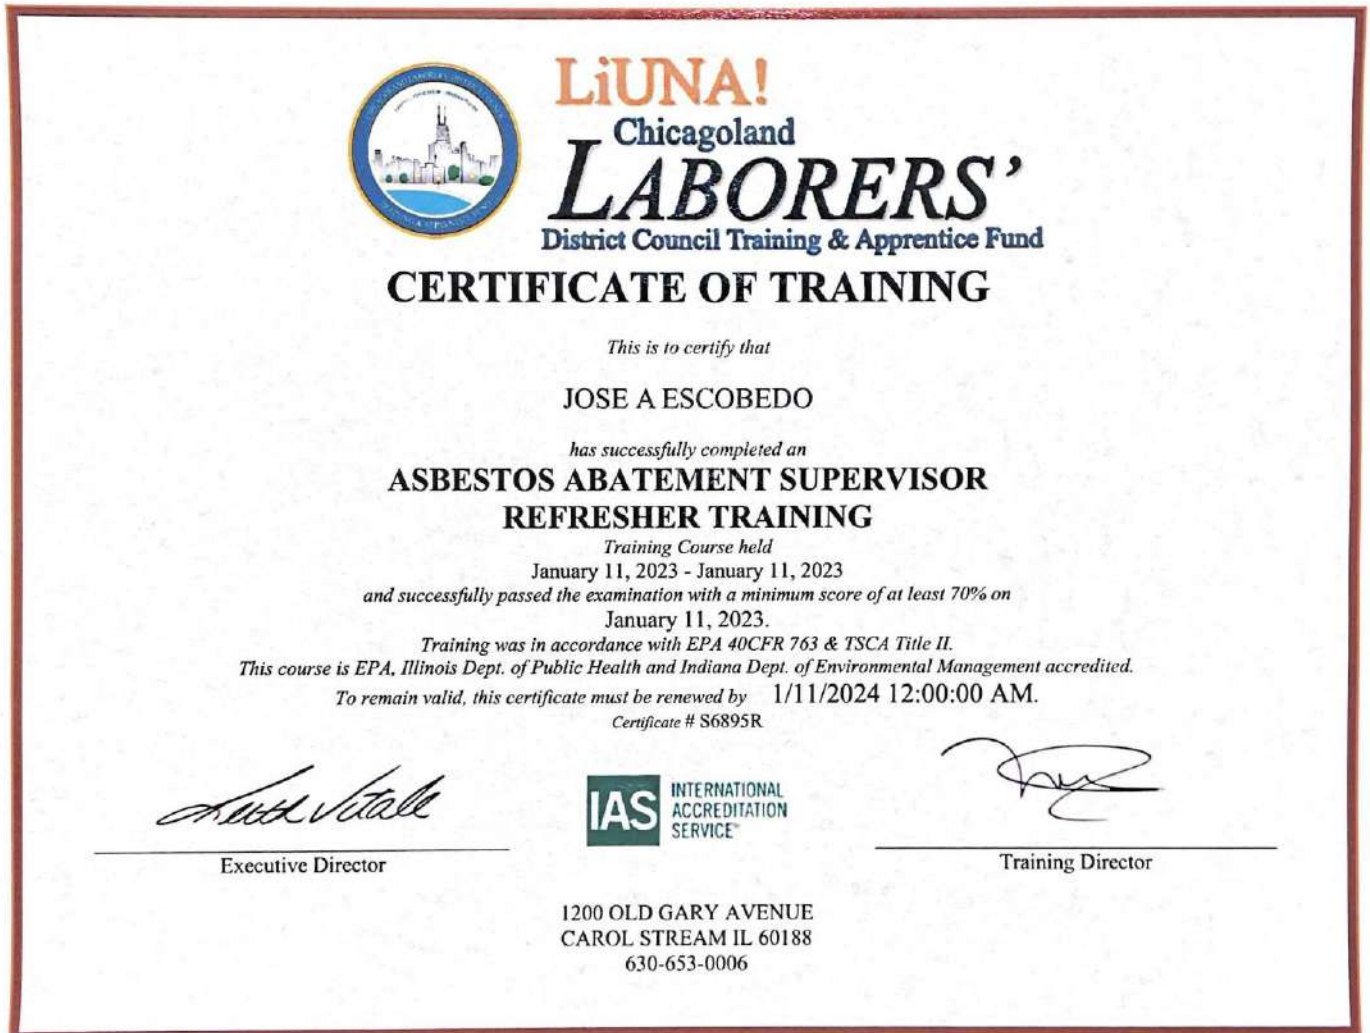 LiUNA!
Chicagoland
LABORERS'
District Council Training & Apprentice Fund
CERTIFICATE OF TRAINING
This is to certify that
JOSE A ESCOBEDO
has successfully completed an
ASBESTOS ABATEMENT SUPERVISOR
REFRESHER TRAINING
Training Course held
January 11, 2023 - January 11, 2023
and successfully passed the examination with a minimum score of at least 70% on
January 11, 2023.
Training was in accordance with EPA 40CFR 763 & TSCA Title II.
This course is EPA, Illinois Dept. of Public Health and Indiana Dept. of Environmental Management accredited.
To remain valid, this certificate must be renewed by 1/11/2024 12:00:00 AM.
Certificate # S6895R
IAS INTERNATIONAL
ACCREDITATION
SERVICE™
Executive Director
Training Director
1200 OLD GARY AVENUE
CAROL STREAM IL 60188
630-653-0006